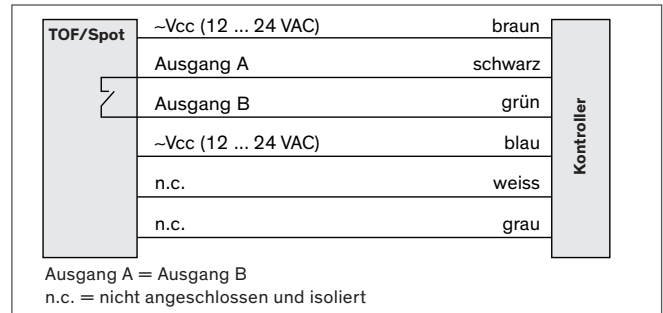 TOF/Spot
~Vcc (12 ... 24 VAC) braun
Ausgang A schwarz
Ausgang B grün
~Vcc (12 ... 24 VAC) blau
n.c. weiss
n.c. grau
Kontroller
Ausgang A = Ausgang B
n.c. = nicht angeschlossen und isoliert